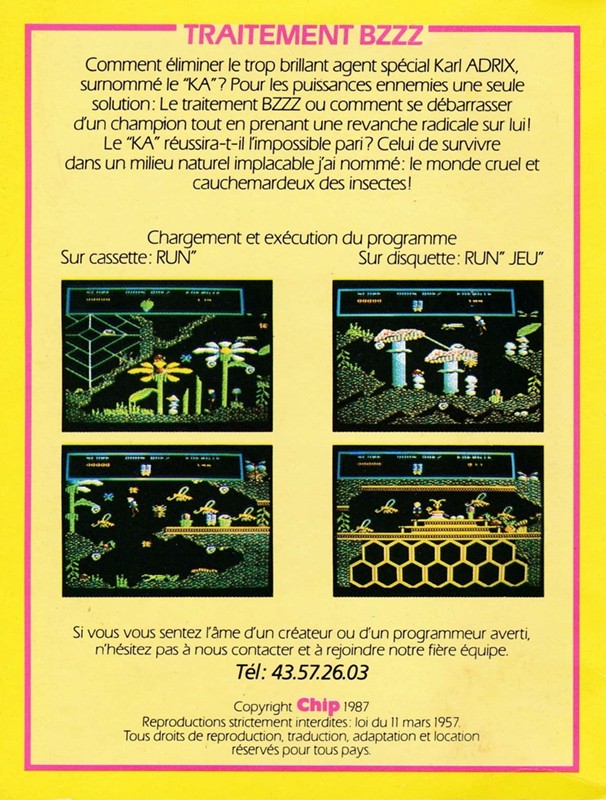 TRAITEMENT BZZZ
Comment éliminer le trop brillant agent spécial Karl ADRIX,
surnommé le "KA"? Pour les puissances ennemies une seule
solution: Le traitement BZZZ ou comment se débarrasser
d'un champion tout en prenant une revanche radicale sur lui!
Le "KA" réussira-t-il l'impossible pari? Celui de survivre
dans un milieu naturel implacable j'ai nommé: le monde cruel et
cauchemardeux des insectes!
Chargement et exécution du programme
Sur cassette: RUN" Sur disquette: RUN" JEU"
Si vous vous sentez l'âme d'un créateur ou d'un programmeur averti,
n'hésitez pas à nous contacter et à rejoindre notre fière équipe.
Tél: 43.57.26.03
Copyright Chip 1987
Reproductions strictement interdites: loi du 11 mars 1957.
Tous droits de reproduction, traduction, adaptation et location
réservés pour tous pays.